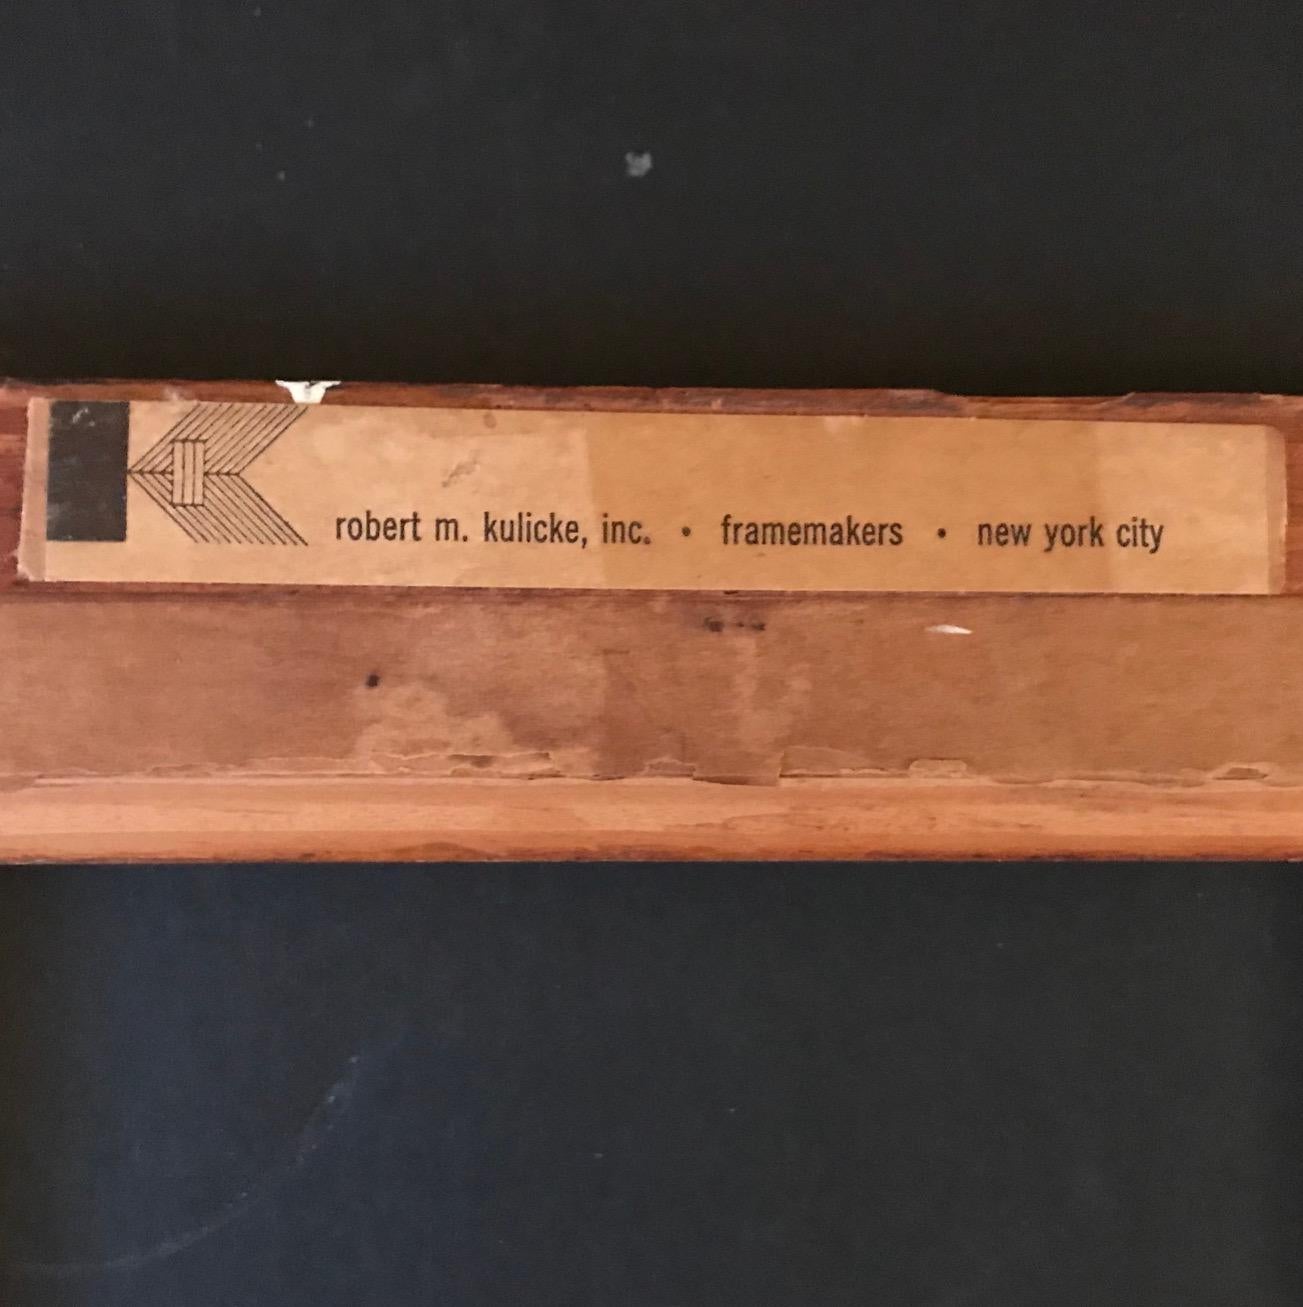 robert m. kulicke, inc. • framemakers • new york city